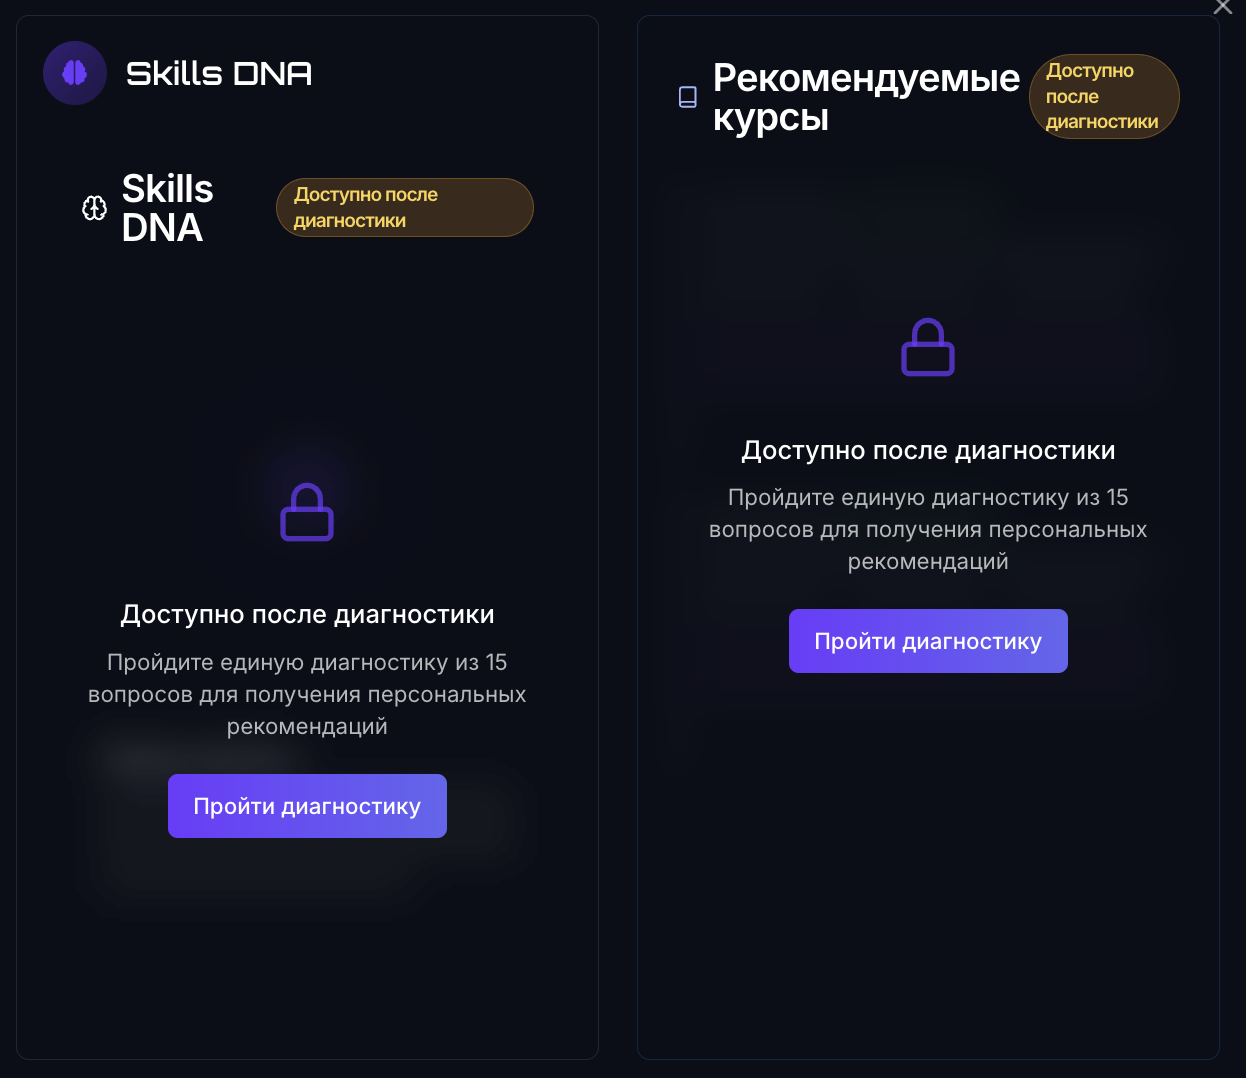 Skills DNA
Skills
DNA
Доступно после
диагностики
Доступно после диагностики
Пройдите единую диагностику из 15
вопросов для получения персональных
рекомендаций
Пройти диагностику
Рекомендуемые
курсы
Доступно
после
диагностики
Доступно после диагностики
Пройдите единую диагностику из 15
вопросов для получения персональных
рекомендаций
Пройти диагностику